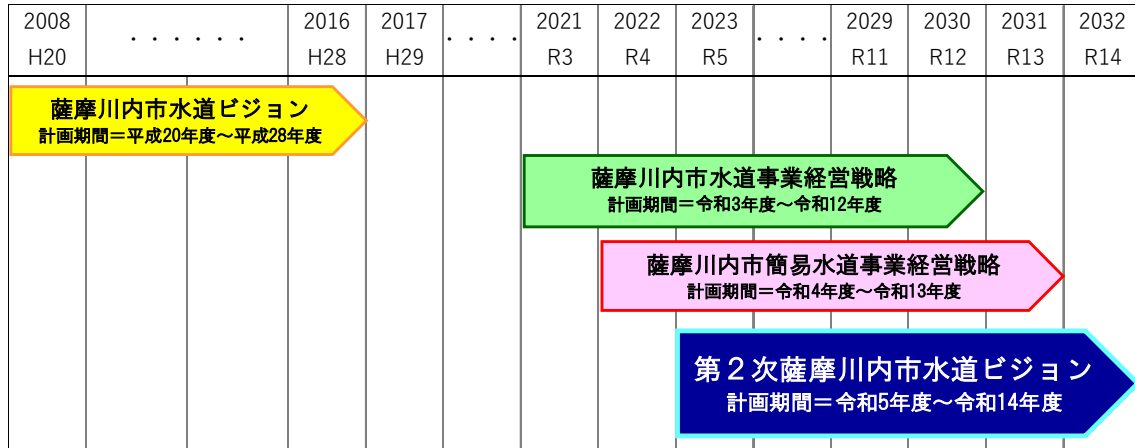 2008 ・・・・・・ 2016 2017 ・・・・ 2021 2022 2023 ・・・・ 2029 2030 2031 2032
H20 H28 H29 R3 R4 R5 R11 R12 R13 R14
薩摩川内市水道ビジョン
計画期間＝平成20年度～平成28年度
薩摩川内市水道事業経営戦略
計画期間＝令和3年度～令和12年度
薩摩川内市簡易水道事業経営戦略
計画期間＝令和4年度～令和13年度
第２次薩摩川内市水道ビジョン
計画期間＝令和5年度～令和14年度